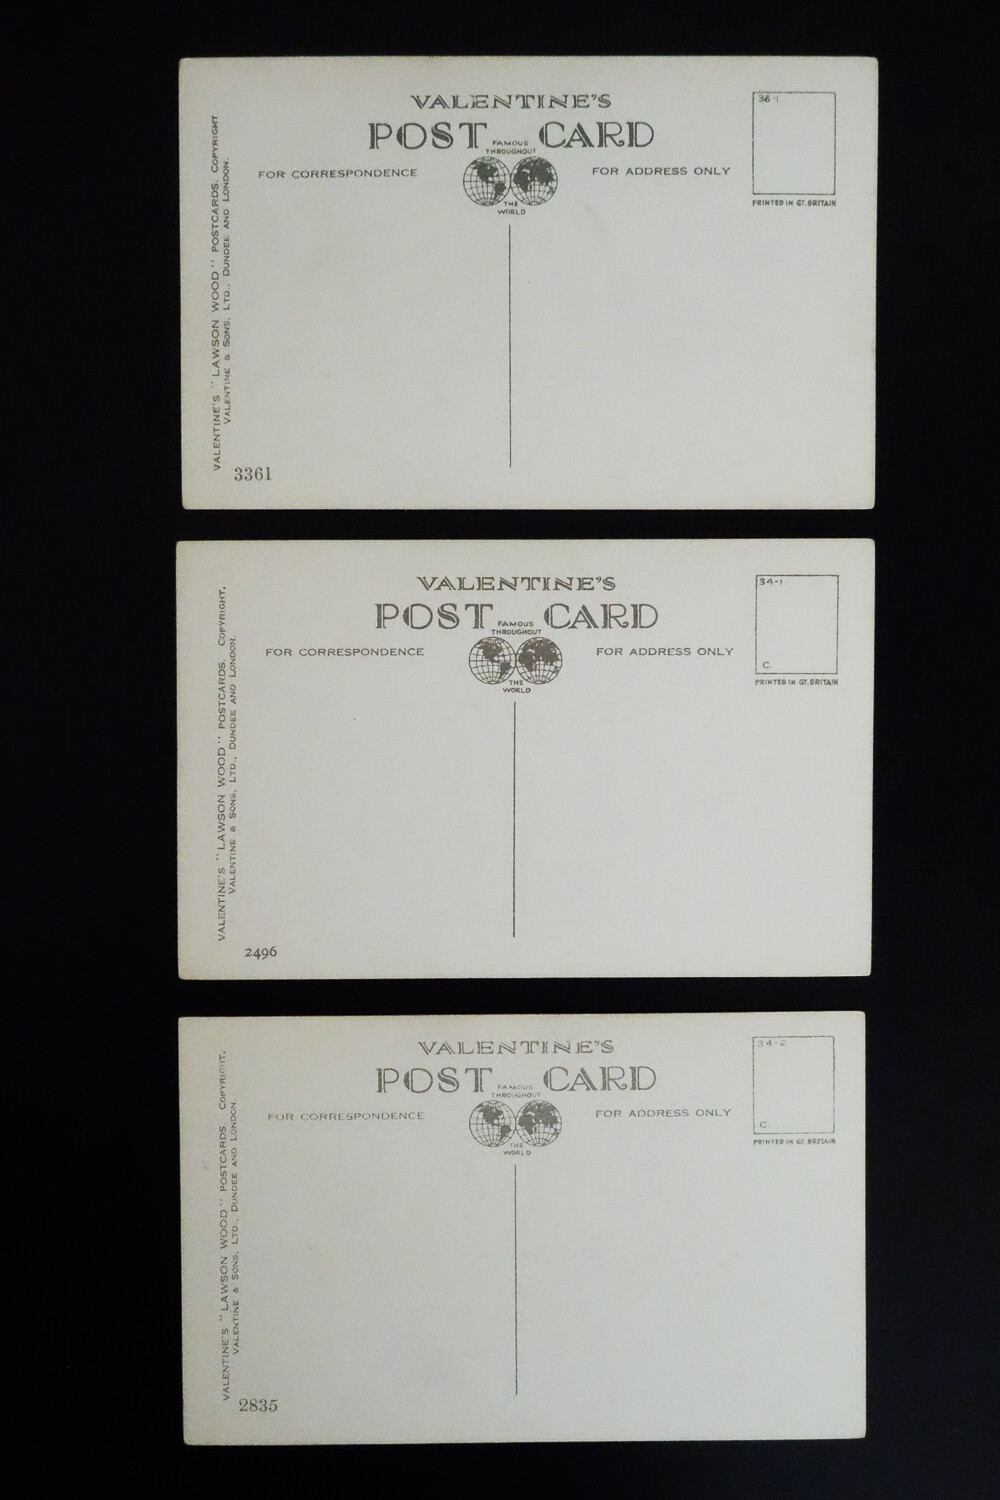 VALENTINE'S
POST CARD
FAMOUS
THROUGHOUT
THE
WORLD
FOR CORRESPONDENCE
FOR ADDRESS ONLY
36-1
PRINTED IN GT. BRITAIN
VALENTINE'S "LAWSON WOOD" POSTCARDS. COPYRIGHT
VALENTINE & SONS, LTD., DUNDEE AND LONDON.
3361
VALENTINE'S
POST CARD
FAMOUS
THROUGHOUT
THE
WORLD
FOR CORRESPONDENCE
FOR ADDRESS ONLY
34-1
C.
PRINTED IN GT. BRITAIN
VALENTINE'S "LAWSON WOOD" POSTCARDS. COPYRIGHT.
VALENTINE & SONS, LTD., DUNDEE AND LONDON.
2496
VALENTINE'S
POST CARD
FAMOUS
THROUGHOUT
THE
WORLD
FOR CORRESPONDENCE
FOR ADDRESS ONLY
34-2
C.
PRINTED IN GT. BRITAIN
VALENTINE'S "LAWSON WOOD" POSTCARDS. COPYRIGHT.
VALENTINE & SONS, LTD., DUNDEE AND LONDON.
2835